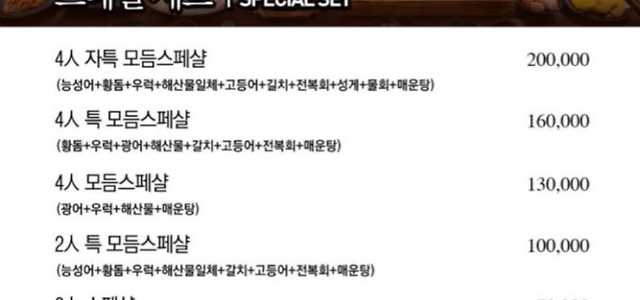 SPECIAL SET
4人 자특 모듬스페샬 200,000
(능성어+황돔+우럭+해산물일체+고등어+길치+전복회+성게+물회+매운탕)
4人 특 모듬스페샬 160,000
(황돔+우럭+광어+해산물+갈치+고등어+전복회+매운탕)
4人 모듬스페샬 130,000
(광어+우럭+해산물+매운탕)
2人 특 모듬스페샬 100,000
(능성어+황돔+우럭+해산물일체+갈치+고등어+전복회+매운탕)